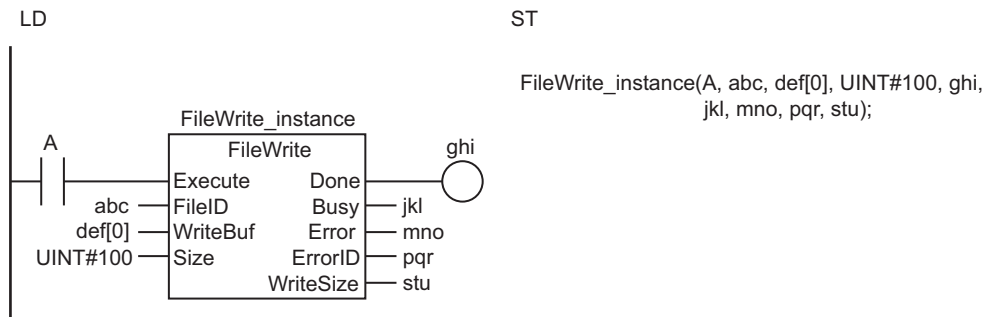 LD
ST
FileWrite_instance(A, abc, def[0], UINT#100, ghi,
jkl, mno, pqr, stu);
FileWrite_instance
A
FileWrite
ghi
Execute Done
abc FileID Busy jkl
def[0] WriteBuf Error mno
UINT#100 Size ErrorID pqr
WriteSize stu